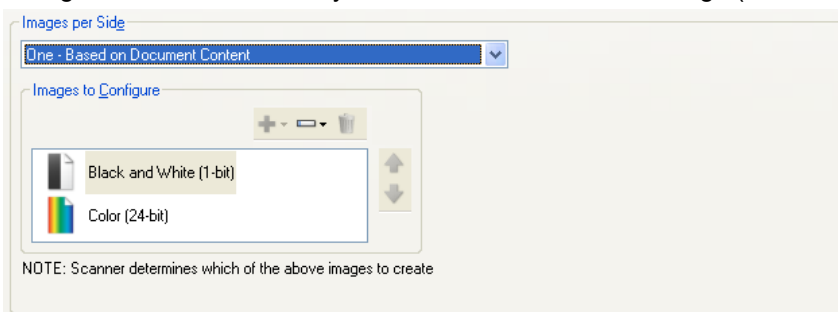 Images per Side
One - Based on Document Content
Images to Configure
Black and White (1-bit)
Color (24-bit)
NOTE: Scanner determines which of the above images to create